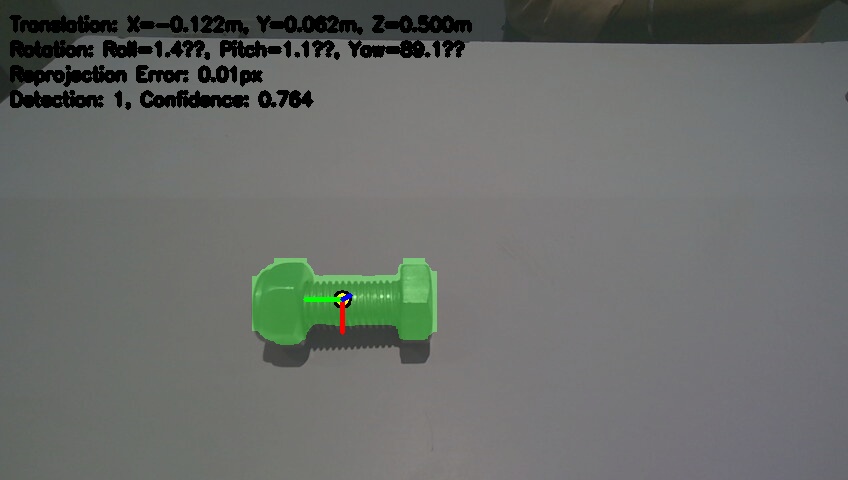 Translation: X=-0.122m, Y=0.062m, Z=0.500m
Rotation: Roll=1.4??, Pitch=1.1??, Yaw=89.1??
Reprojection Error: 0.01px
Detection: 1, Confidence: 0.764